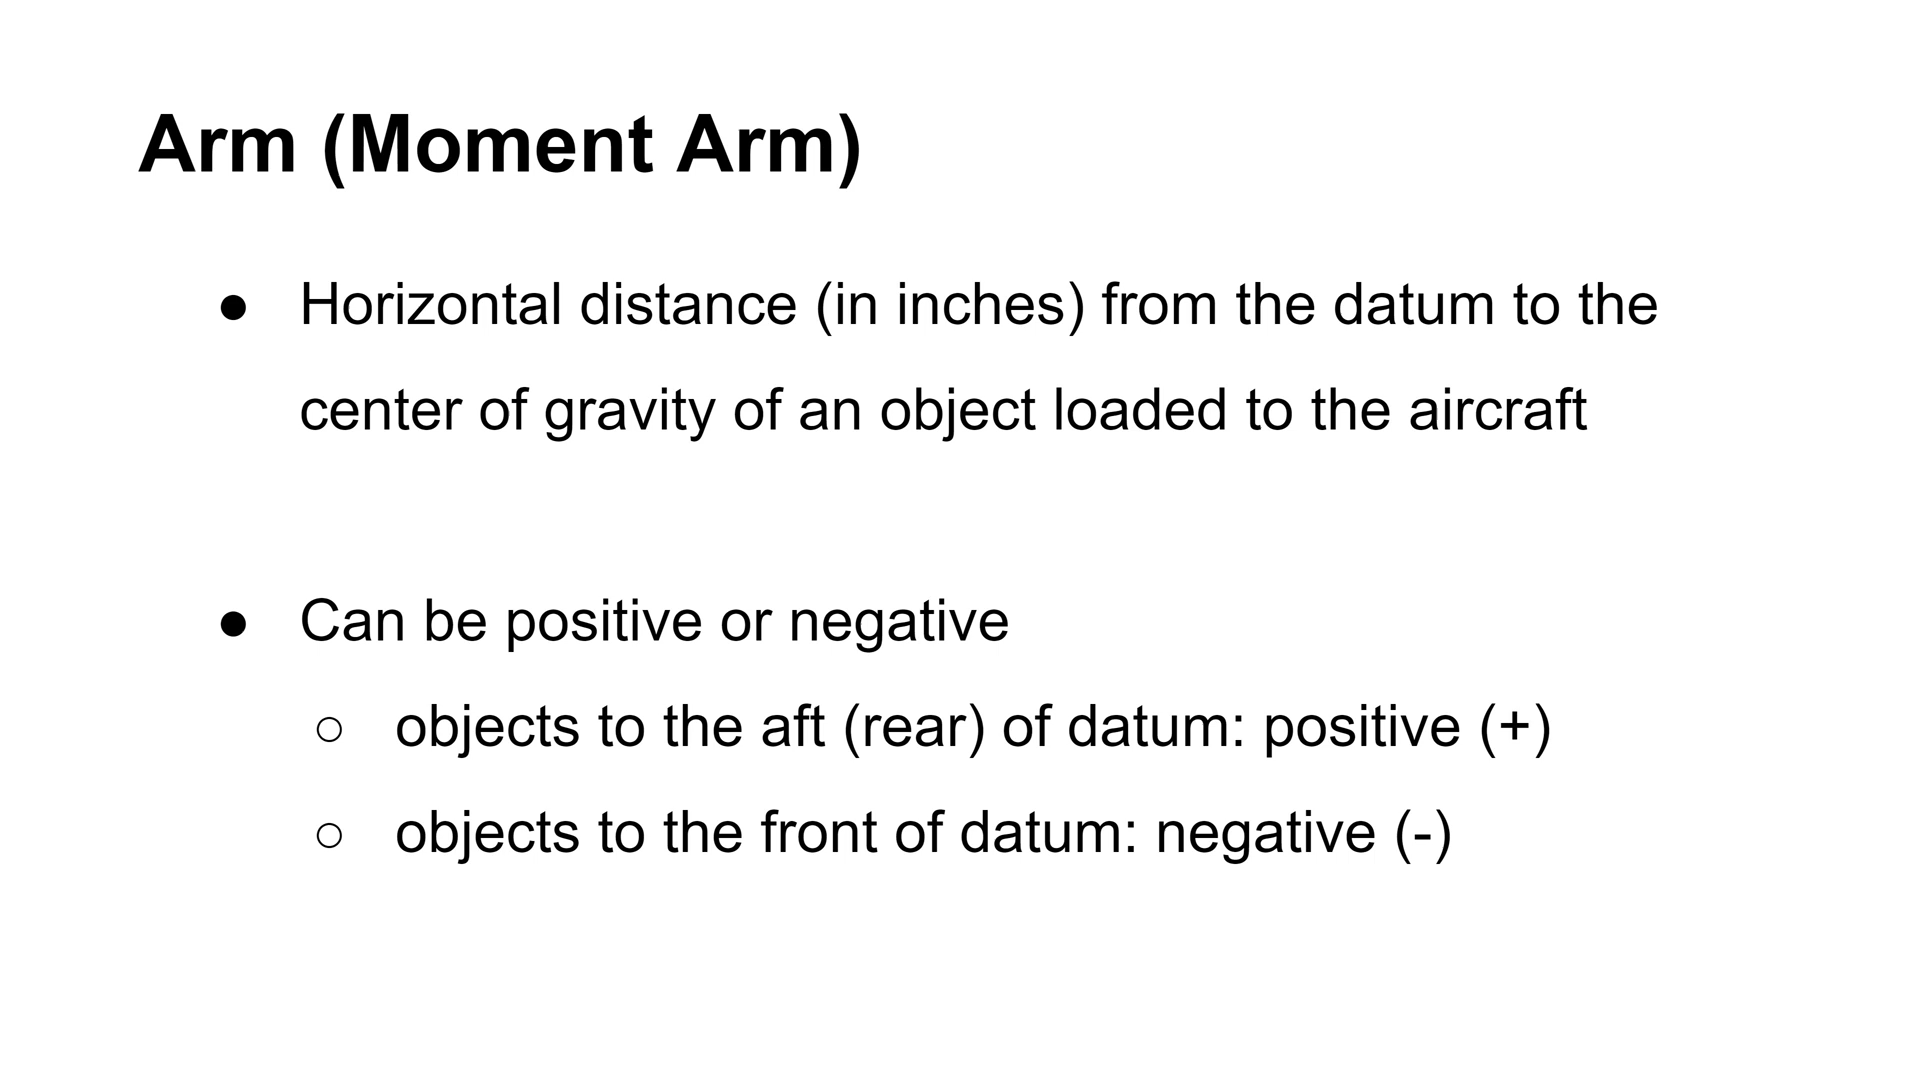 Arm (Moment Arm)
● Horizontal distance (in inches) from the datum to the
center of gravity of an object loaded to the aircraft
● Can be positive or negative
○ objects to the aft (rear) of datum: positive (+)
○ objects to the front of datum: negative (-)